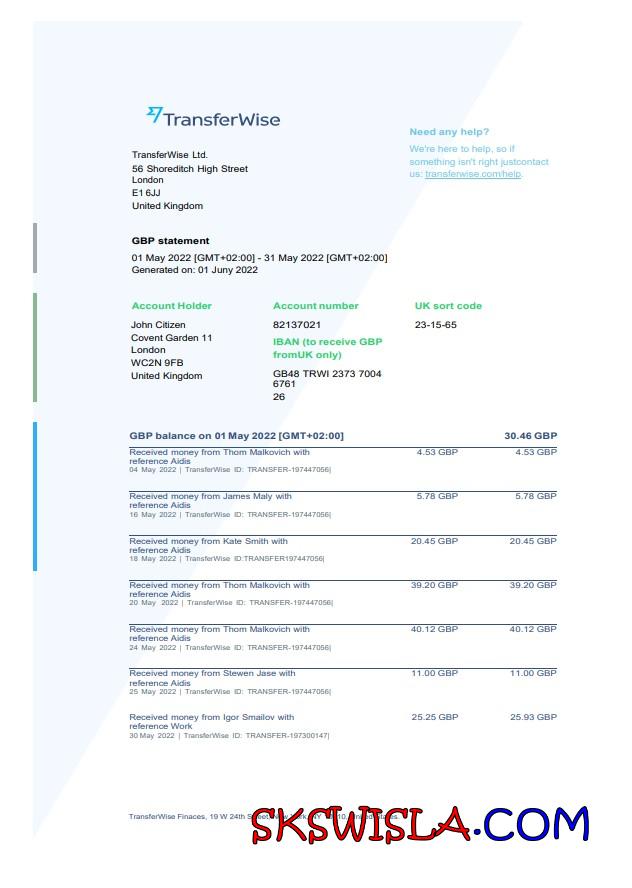 TransferWise
Need any help?
We're here to help, so if
something isn't right justcontact
us: transferwise.com/help.
TransferWise Ltd.
56 Shoreditch High Street
London
E1 6JJ
United Kingdom
GBP statement
01 May 2022 [GMT+02:00] - 31 May 2022 [GMT+02:00]
Generated on: 01 Juny 2022
Account Holder Account number UK sort code
John Citizen 82137021 23-15-65
Covent Garden 11
London
WC2N 9FB
United Kingdom
IBAN (to receive GBP
fromUK only)
GB48 TRWI 2373 7004
6761
26
GBP balance on 01 May 2022 [GMT+02:00] 30.46 GBP
Received money from Thom Malkovich with 4.53 GBP 4.53 GBP
reference Aidis
04 May 2022 | TransferWise ID: TRANSFER-197447056|
Received money from James Maly with 5.78 GBP 5.78 GBP
reference Aidis
16 May 2022 | TransferWise ID: TRANSFER-197447056|
Received money from Kate Smith with 20.45 GBP 20.45 GBP
reference Aidis
18 May 2022 | TransferWise ID:TRANSFER197447056|
Received money from Thom Malkovich with 39.20 GBP 39.20 GBP
reference Aidis
20 May 2022 | TransferWise ID: TRANSFER-197447056|
Received money from Thom Malkovich with 40.12 GBP 40.12 GBP
reference Aidis
24 May 2022 | TransferWise ID: TRANSFER-197447056|
Received money from Stewen Jase with 11.00 GBP 11.00 GBP
reference Aidis
25 May 2022 | TransferWise ID: TRANSFER-197447056|
Received money from Igor Smailov with 25.25 GBP 25.93 GBP
reference Work
30 May 2022 | TransferWise ID: TRANSFER-197300147|
TransferWise Finaces, 19 W 24th
SKSWISLA.COM